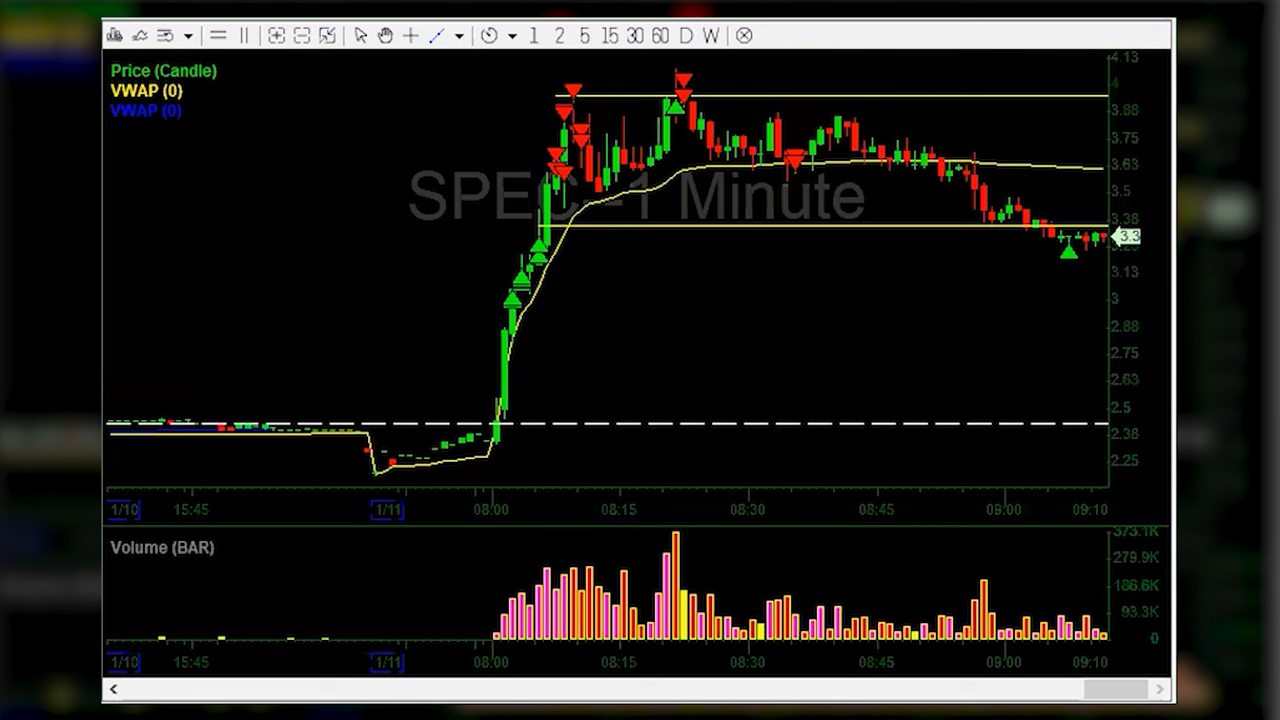 1 2 5 15 30 60 D W
Price (Candle)
VWAP (0)
VWAP (0)
SPEC--1 Minute
4.13
4
3.88
3.75
3.63
3.5
3.38
3.3
3.13
3
2.88
2.75
2.63
2.5
2.38
2.25
1/10 15:45 1/11 08:00 08:15 08:30 08:45 09:00 09:10
Volume (BAR)
373.1K
279.9K
186.6K
93.3K
0
1/10 15:45 1/11 08:00 08:15 08:30 08:45 09:00 09:10